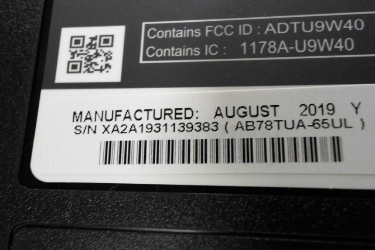 Contains FCC ID : ADTU9W40
Contains IC : 1178A-U9W40
MANUFACTURED: AUGUST 2019 Y
S/N XA2A1931139383 ( AB78TUA-65UL )